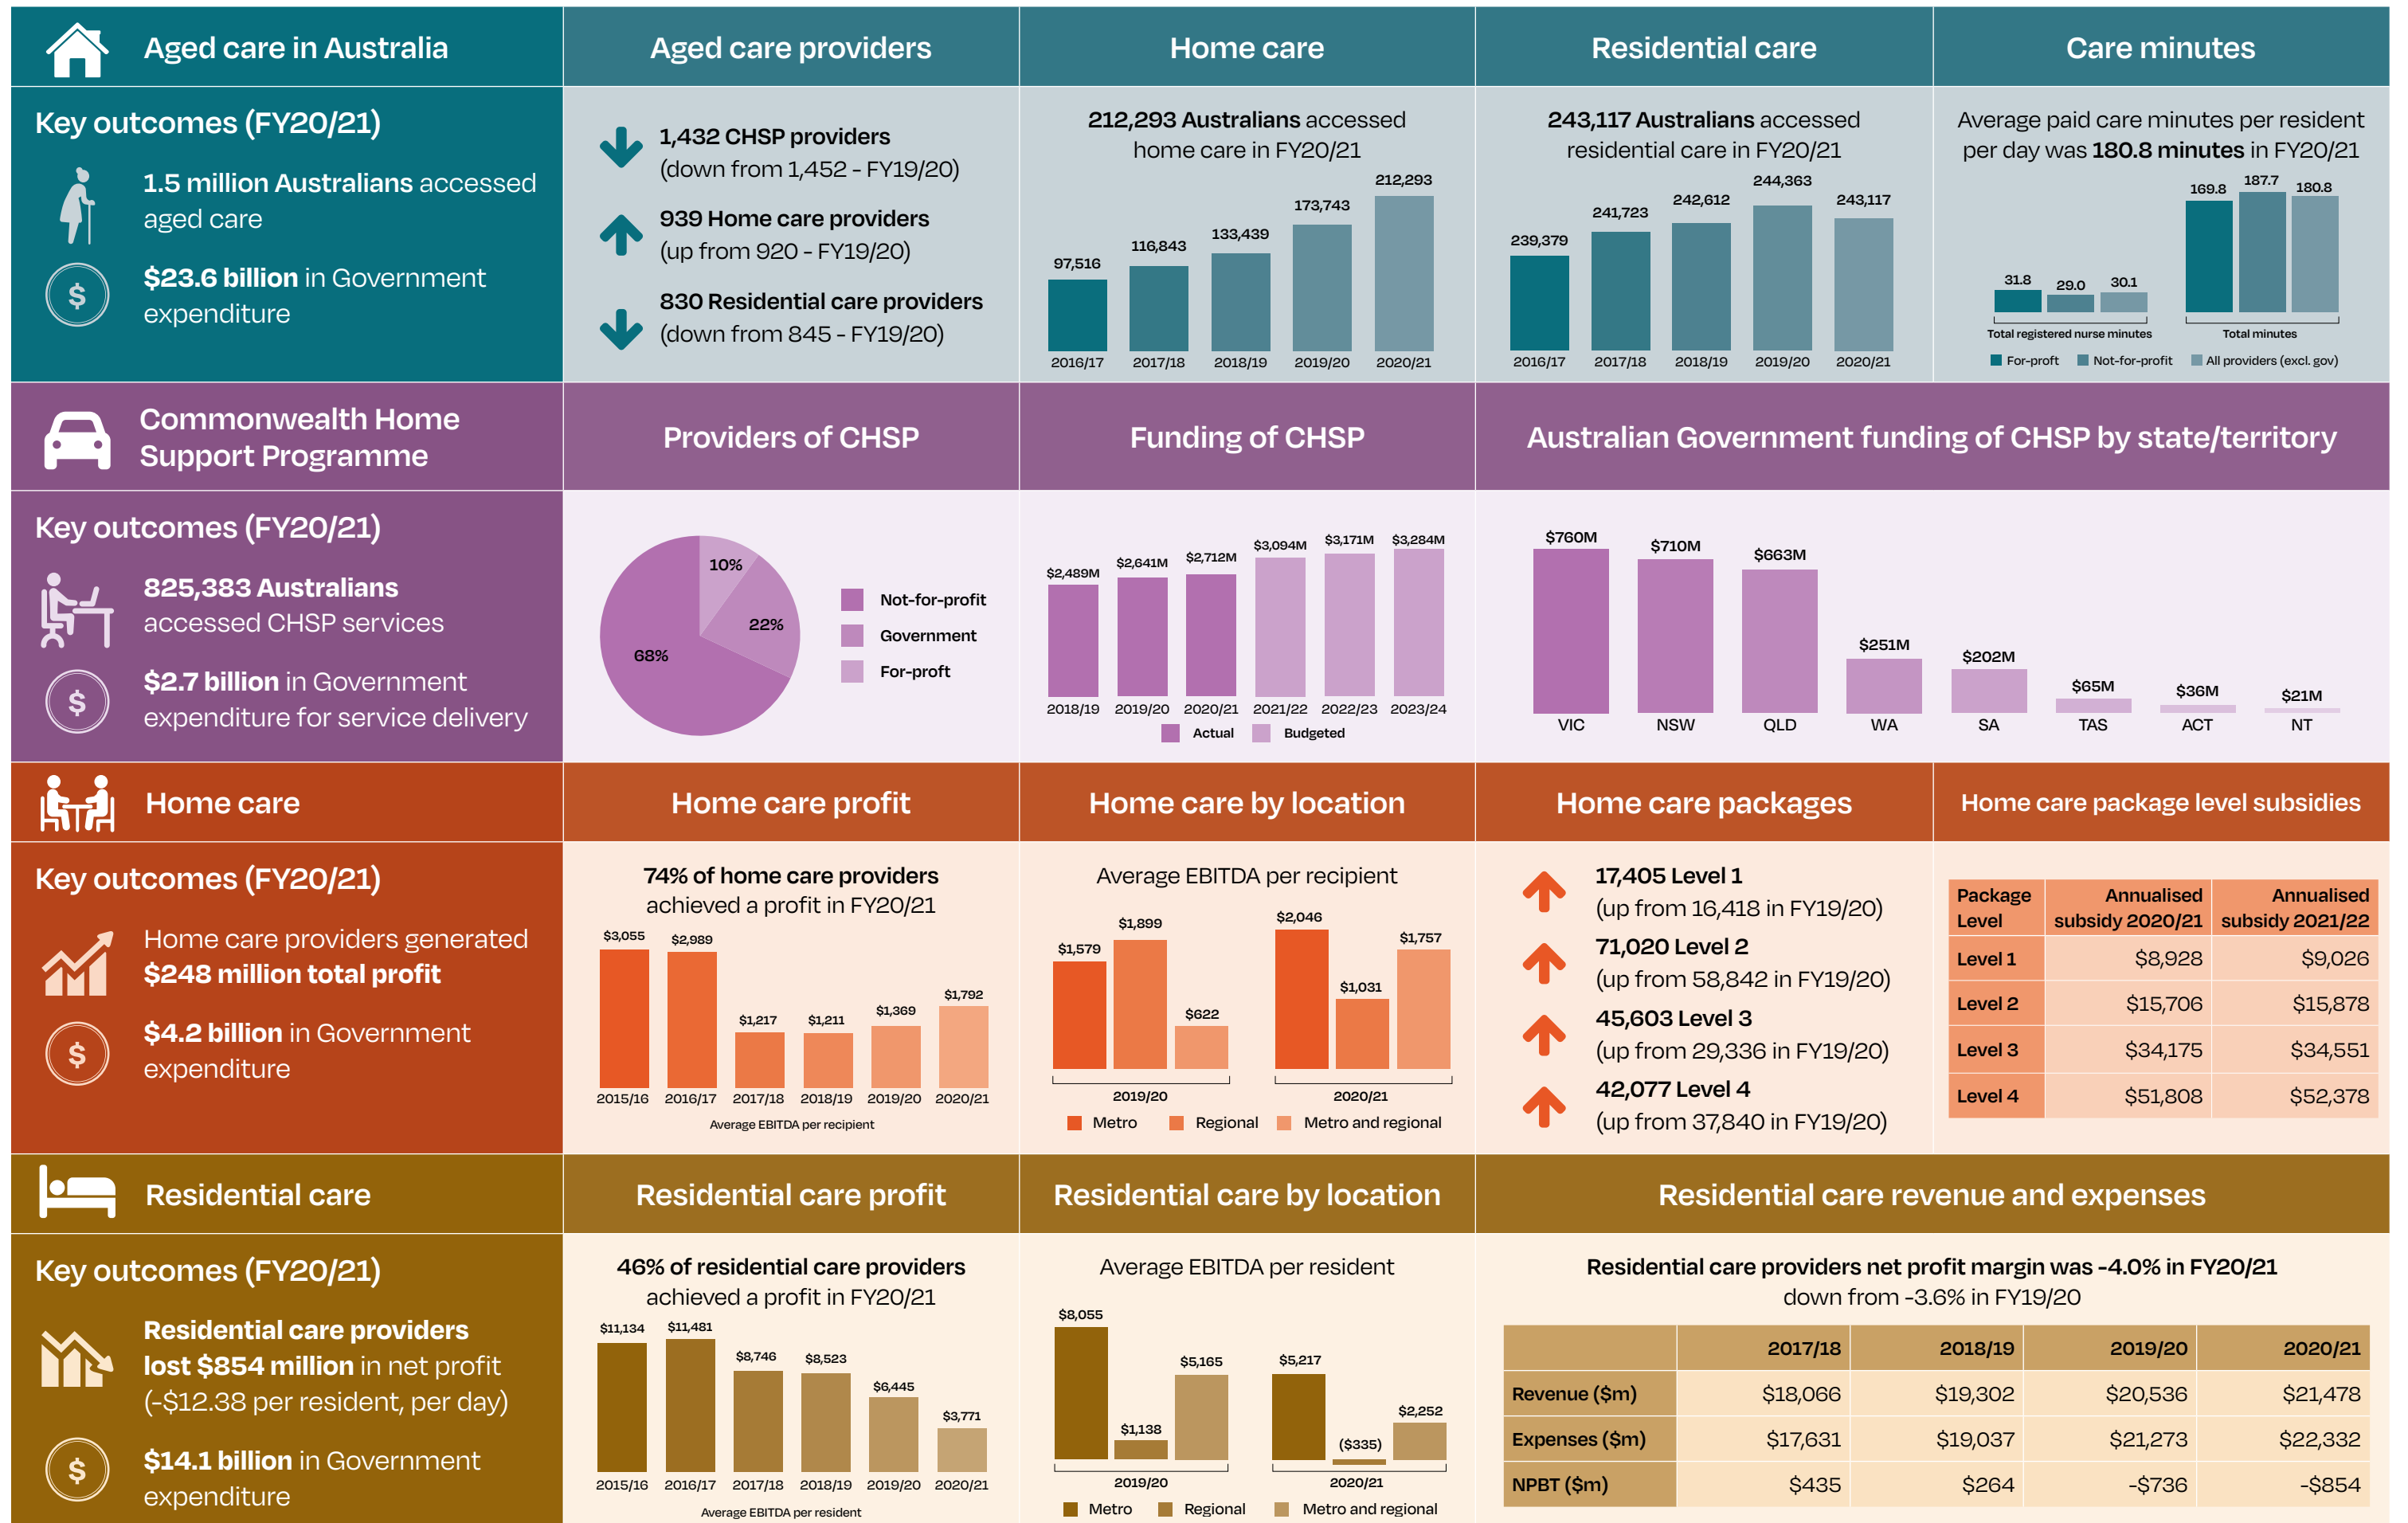 Aged care in Australia
Aged care providers
Home care
Residential care
Care minutes
Key outcomes (FY20/21)
1.5 million Australians accessed
aged care
$
$23.6 billion in Government
expenditure
1,432 CHSP providers
(down from 1,452 - FY19/20)
939 Home care providers
(up from 920 - FY19/20)
830 Residential care providers
(down from 845 - FY19/20)
212,293 Australians accessed
home care in FY20/21
97,516
116,843
133,439
173,743
212,293
2016/17 2017/18 2018/19 2019/20 2020/21
243,117 Australians accessed
residential care in FY20/21
239,379
241,723
242,612
244,363
243,117
2016/17 2017/18 2018/19 2019/20 2020/21
Average paid care minutes per resident
per day was 180.8 minutes in FY20/21
31.8 29.0 30.1
169.8 187.7 180.8
Total registered nurse minutes
Total minutes
For-proft Not-for-profit All providers (excl. gov)
Commonwealth Home
Support Programme
Providers of CHSP
Funding of CHSP
Australian Government funding of CHSP by state/territory
Key outcomes (FY20/21)
825,383 Australians
accessed CHSP services
$
$2.7 billion in Government
expenditure for service delivery
10%
22%
68%
Not-for-profit
Government
For-proft
$2,489M $2,641M $2,712M $3,094M $3,171M $3,284M
2018/19 2019/20 2020/21 2021/22 2022/23 2023/24
Actual Budgeted
$760M $710M $663M $251M $202M $65M $36M $21M
VIC NSW QLD WA SA TAS ACT NT
Home care
Home care profit
Home care by location
Home care packages
Home care package level subsidies
Key outcomes (FY20/21)
Home care providers generated
$248 million total profit
$
$4.2 billion in Government
expenditure
74% of home care providers
achieved a profit in FY20/21
$3,055 $2,989 $1,217 $1,211 $1,369 $1,792
2015/16 2016/17 2017/18 2018/19 2019/20 2020/21
Average EBITDA per recipient
Average EBITDA per recipient
$1,579 $1,899 $622
$2,046 $1,031 $1,757
2019/20 2020/21
Metro Regional Metro and regional
17,405 Level 1
(up from 16,418 in FY19/20)
71,020 Level 2
(up from 58,842 in FY19/20)
45,603 Level 3
(up from 29,336 in FY19/20)
42,077 Level 4
(up from 37,840 in FY19/20)
Package Annualised Annualised
Level subsidy 2020/21 subsidy 2021/22
Level 1 $8,928 $9,026
Level 2 $15,706 $15,878
Level 3 $34,175 $34,551
Level 4 $51,808 $52,378
Residential care
Residential care profit
Residential care by location
Residential care revenue and expenses
Key outcomes (FY20/21)
Residential care providers
lost $854 million in net profit
(-$12.38 per resident, per day)
$
$14.1 billion in Government
expenditure
46% of residential care providers
achieved a profit in FY20/21
$11,134 $11,481 $8,746 $8,523 $6,445 $3,771
2015/16 2016/17 2017/18 2018/19 2019/20 2020/21
Average EBITDA per resident
Average EBITDA per resident
$8,055 $1,138 $5,165
$5,217 ($335) $2,252
2019/20 2020/21
Metro Regional Metro and regional
Residential care providers net profit margin was -4.0% in FY20/21
down from -3.6% in FY19/20
2017/18 2018/19 2019/20 2020/21
Revenue ($m) $18,066 $19,302 $20,536 $21,478
Expenses ($m) $17,631 $19,037 $21,273 $22,332
NPBT ($m) $435 $264 -$736 -$854